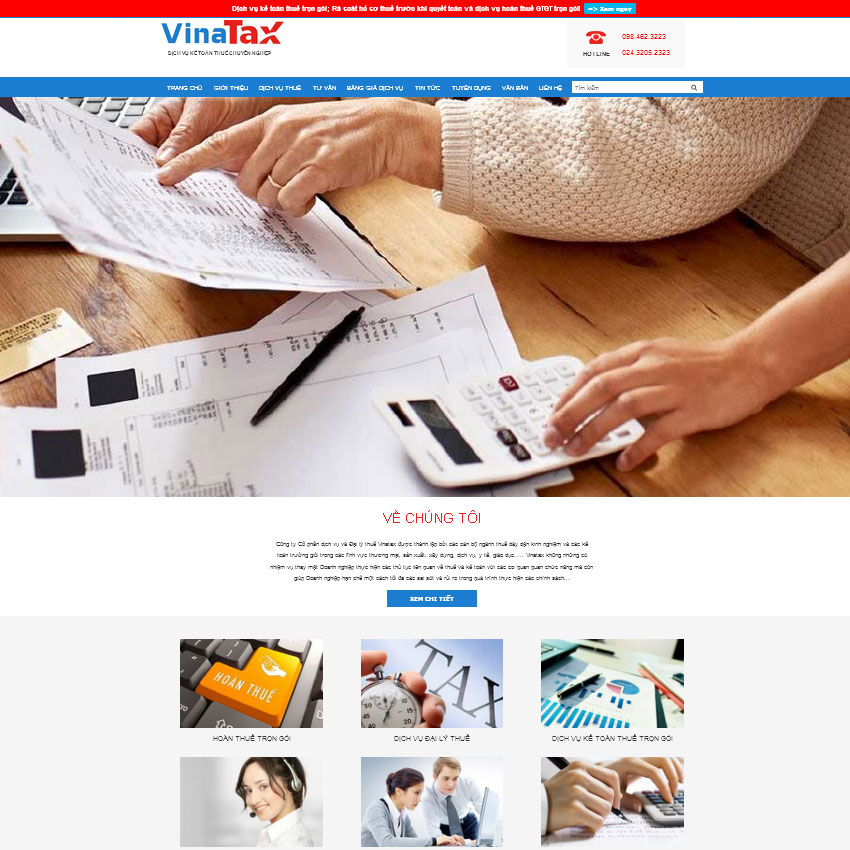 Dịch vụ kế toán thuế trọn gói; Rà soát hồ cơ thuế trước khi quyết toán và dịch vụ hoàn thuế GTGT trọn gói! => Xem ngay
VinaTax
DỊCH VỤ KẾ TOÁN THUẾ CHUYÊN NGHIỆP
098.462.3223
HOTLINE
024.3209.2323
TRANG CHỦ GIỚI THIỆU DỊCH VỤ THUẾ TƯ VẤN BẢNG GIÁ DỊCH VỤ TIN TỨC TUYỂN DỤNG VĂN BẢN LIÊN HỆ Tìm kiếm
VỀ CHÚNG TÔI
Công ty Cổ phần dịch vụ và Đại lý thuế Vinatax được thành lập bởi các cán bộ ngành thuế dày dặn kinh nghiệm và các kế
toán trưởng giỏi trong các lĩnh vực thương mại, sản xuất, xây dựng, dịch vụ, y tế, giáo dục..... Vinatax không những cứ
nhiệm vụ thay mặt Doanh nghiệp thực hiện các thủ tục liên quan về thuế và kế toán với các cơ quan quan chức năng mà còn
giúp Doanh nghiệp hạn chế một cách tối đa các sai sót và rủi ro trong quá trình thực hiện các chính sách...
XEM CHI TIẾT
HOÀN THUẾ
TAX
HOÀN THUẾ TRỌN GÓI
DỊCH VỤ ĐẠI LÝ THUẾ
DỊCH VỤ KẾ TOÁN THUẾ TRỌN GÓI